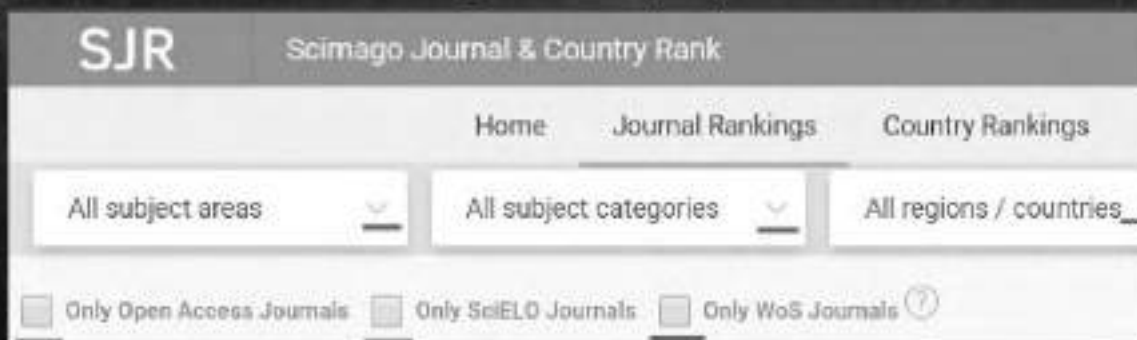 SJR Scimago Journal & Country Rank
Home Journal Rankings Country Rankings
All subject areas All subject categories All regions / countries
Only Open Access Journals Only SciELO Journals Only WoS Journals ?